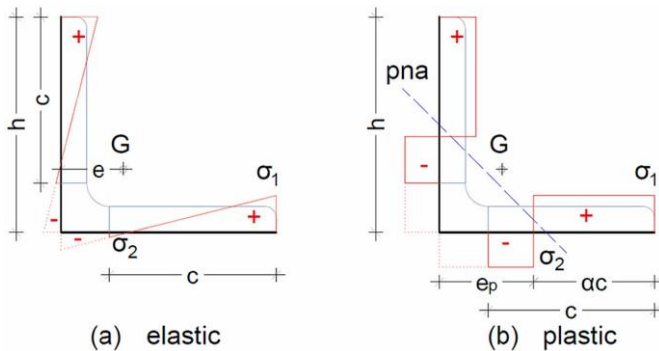 +
c
h
G
e
σ1
-
-
+
σ2
c
(a) elastic
+
pna
h
G
-
σ1
+
-
σ2
ep
αc
c
(b) plastic